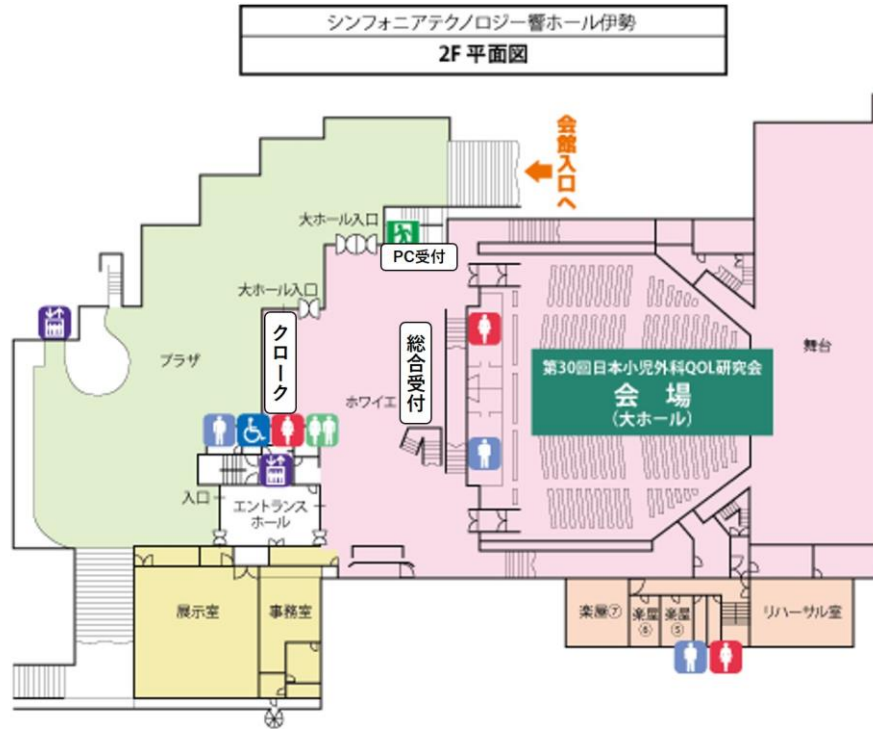 シンフォニアテクノロジー響ホール伊勢
2F 平面図
会館入口へ
大ホール入口
PC受付
大ホール入口
クローク
総合受付
プラザ
ホワイエ
第30回日本小児外科QOL研究会
会 場
(大ホール)
舞台
入口
エントランス
ホール
展示室
事務室
楽屋⑦
楽屋
⑥
楽屋
⑤
リハーサル室